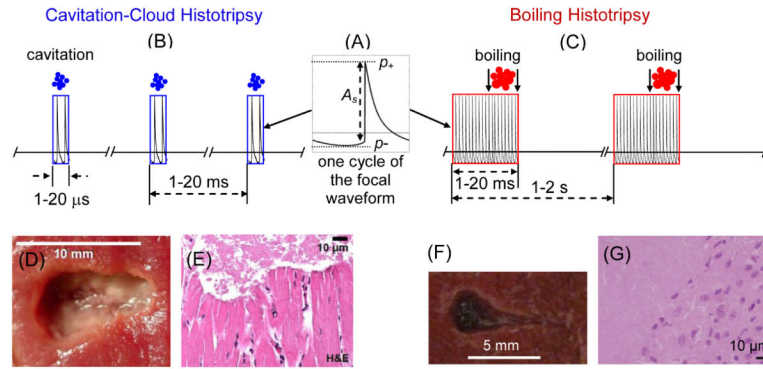 Cavitation-Cloud Histotripsy
Boiling Histotripsy
(B)
(A)
(C)
cavitation
boiling
boiling
p+
As
p-
one cycle of
the focal
waveform
1-20 μs
1-20 ms
1-20 ms
1-2 s
(D)
10 mm
(E)
10 μm
H&E
(F)
5 mm
(G)
10 μm